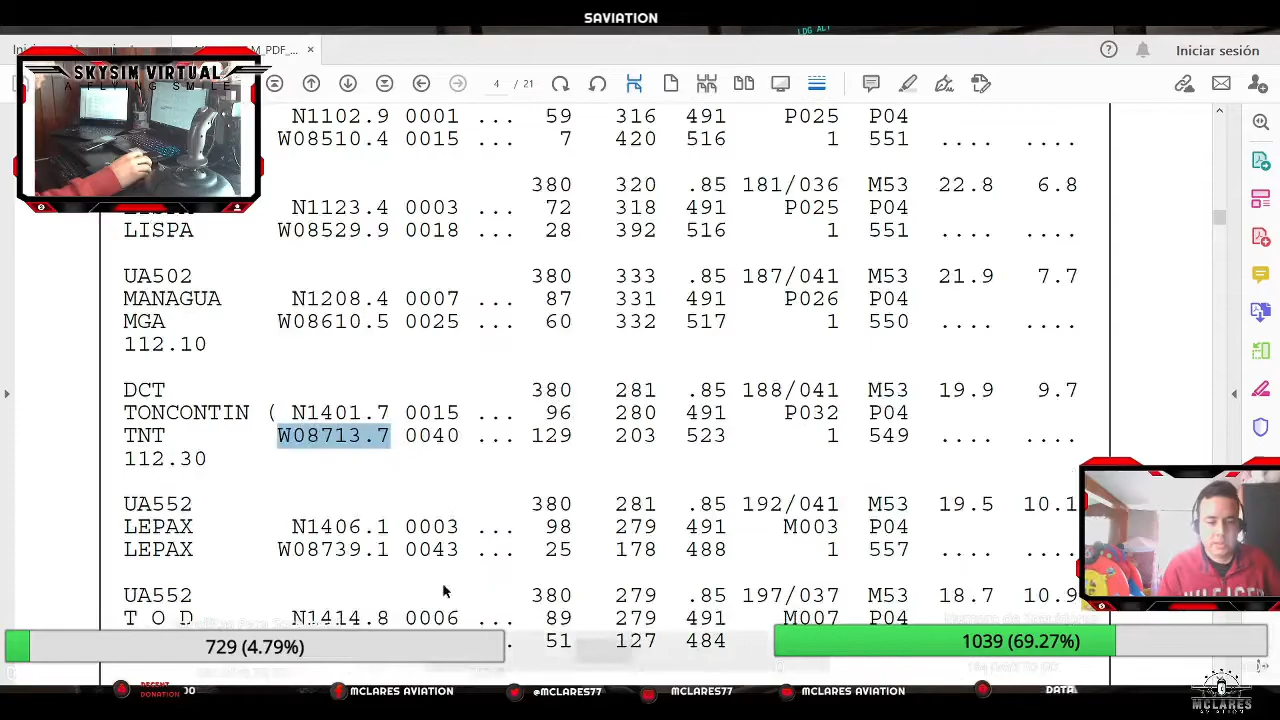 SAVIATION
LOG ALT
_PDF_... ×
Iniciar sesión
SKYSIM VIRTUAL
A FLYING SMILE
4 / 21
N1102.9 0001 ... 59 316 491 P025 P04
W08510.4 0015 ... 7 420 516 1 551 .... ....
380 320 .85 181/036 M53 22.8 6.8
N1123.4 0003 ... 72 318 491 P025 P04
LISPA W08529.9 0018 ... 28 392 516 1 551 .... ....
UA502 380 333 .85 187/041 M53 21.9 7.7
MANAGUA N1208.4 0007 ... 87 331 491 P026 P04
MGA W08610.5 0025 ... 60 332 517 1 550 .... ....
112.10
DCT 380 281 .85 188/041 M53 19.9 9.7
TONCONTIN ( N1401.7 0015 ... 96 280 491 P032 P04
TNT W08713.7 0040 ... 129 203 523 1 549 .... ....
112.30
UA552 380 281 .85 192/041 M53 19.5 10.1
LEPAX N1406.1 0003 ... 98 279 491 M003 P04
LEPAX W08739.1 0043 ... 25 178 488 1 557 .... ....
UA552 380 279 .85 197/037 M53 18.7 10.9
T O D N1414.8 0006 ... 89 279 491 M007 P04
. 51 127 484
729 (4.79%)
1039 (69.27%)
RECENT
DONATION
MCLARES AVIATION
@MCLARES77
MCLARES77
MCLARES AVIATION
DATA
MCLARES